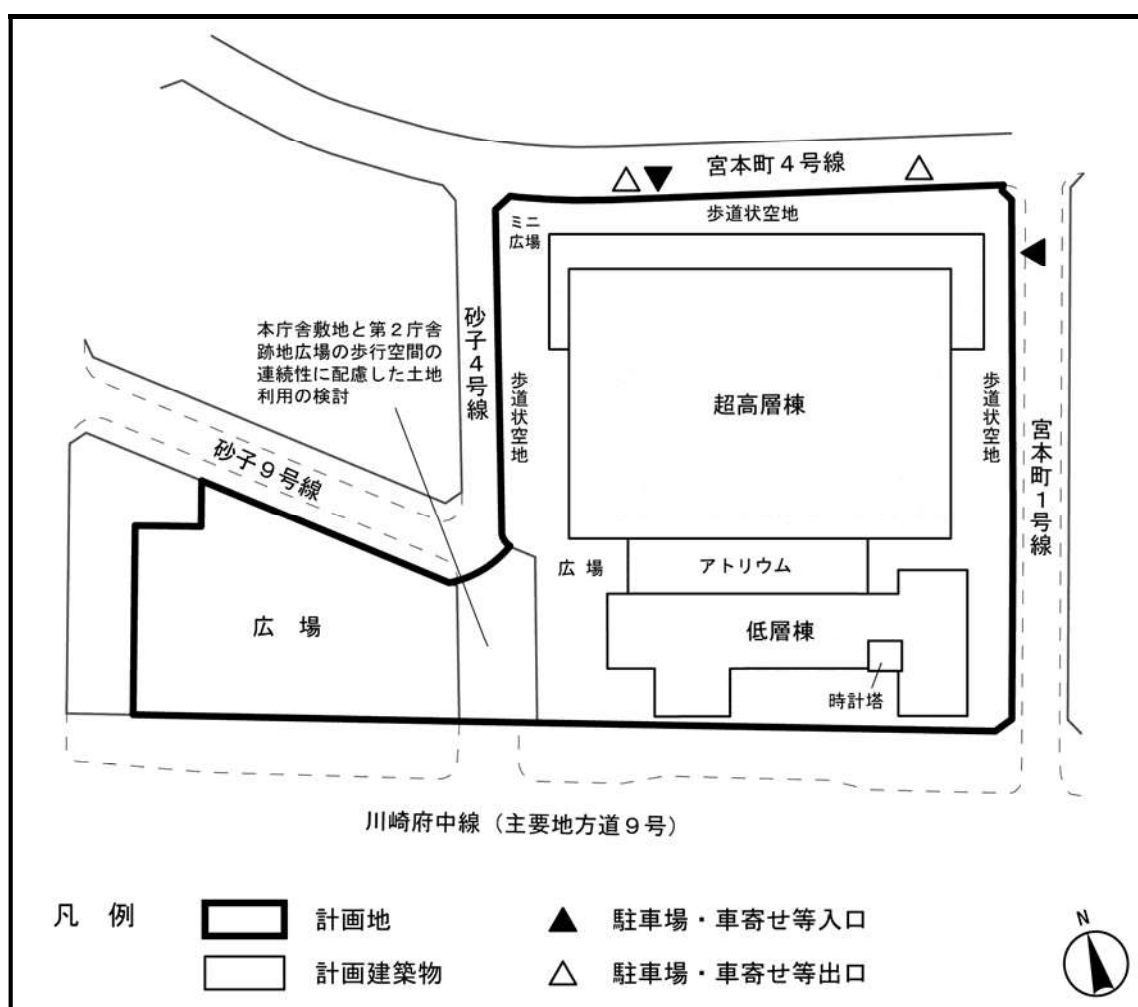 宮本町４号線
歩道状空地
ミニ
広場
砂子４号線
本庁舎敷地と第２庁舎
跡地広場の歩行空間の
連続性に配慮した土地
利用の検討
歩道状空地
超高層棟
歩道状空地
宮本町１号線
砂子９号線
広 場
アトリウム
広　場
低層棟
時計塔
川崎府中線（主要地方道９号）
凡　例
計画地
駐車場・車寄せ等入口
計画建築物
駐車場・車寄せ等出口
N